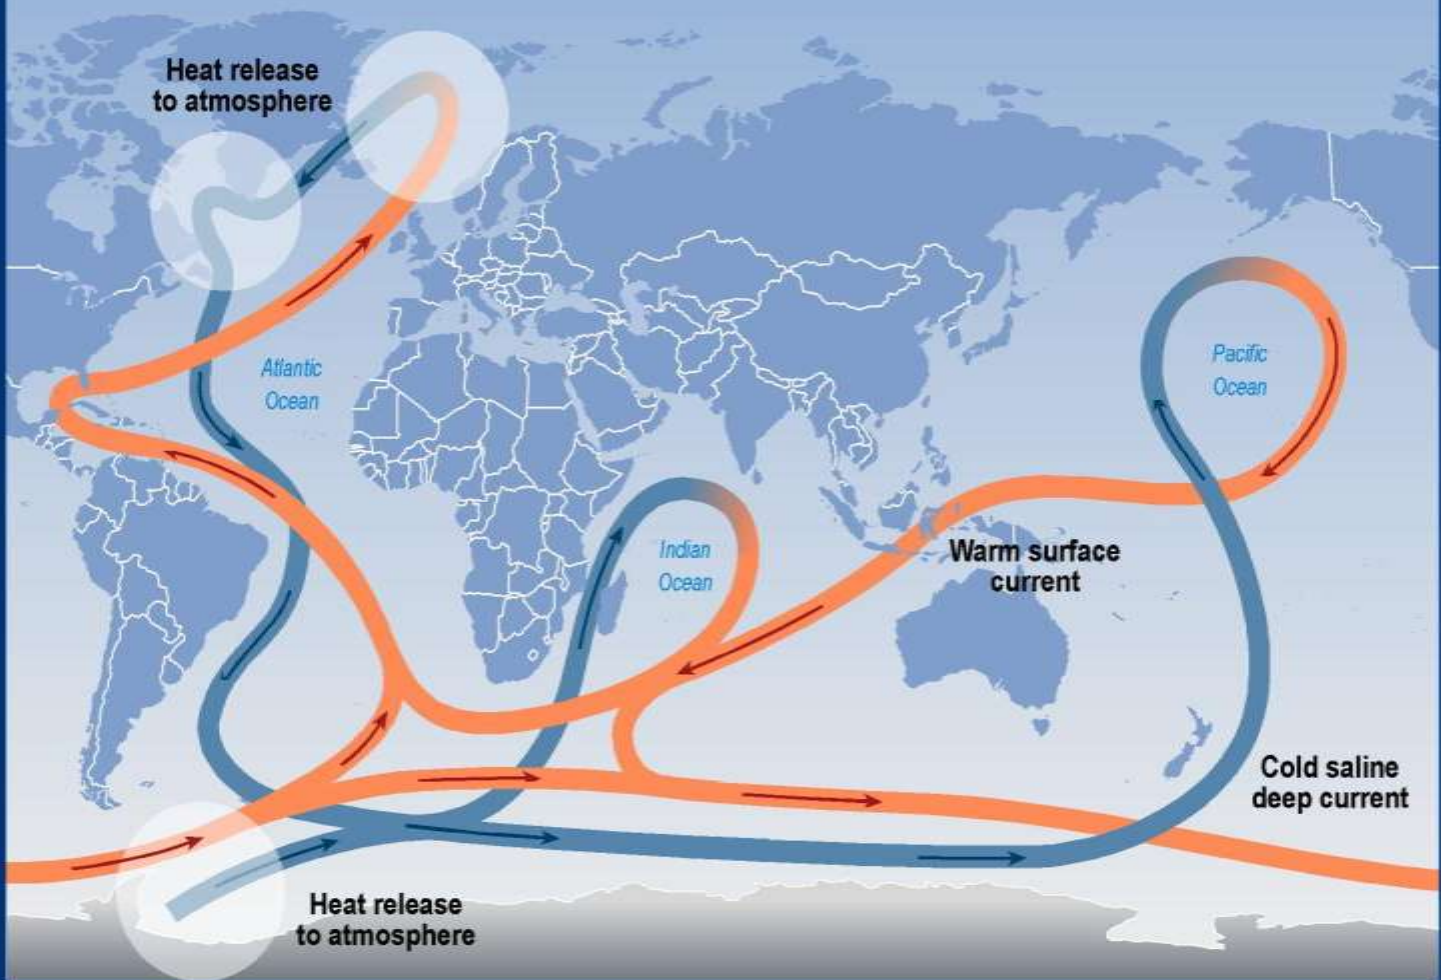 Heat release
to atmosphere
Atlantic
Ocean
Pacific
Ocean
Indian
Ocean
Warm surface
current
Cold saline
deep current
Heat release
to atmosphere